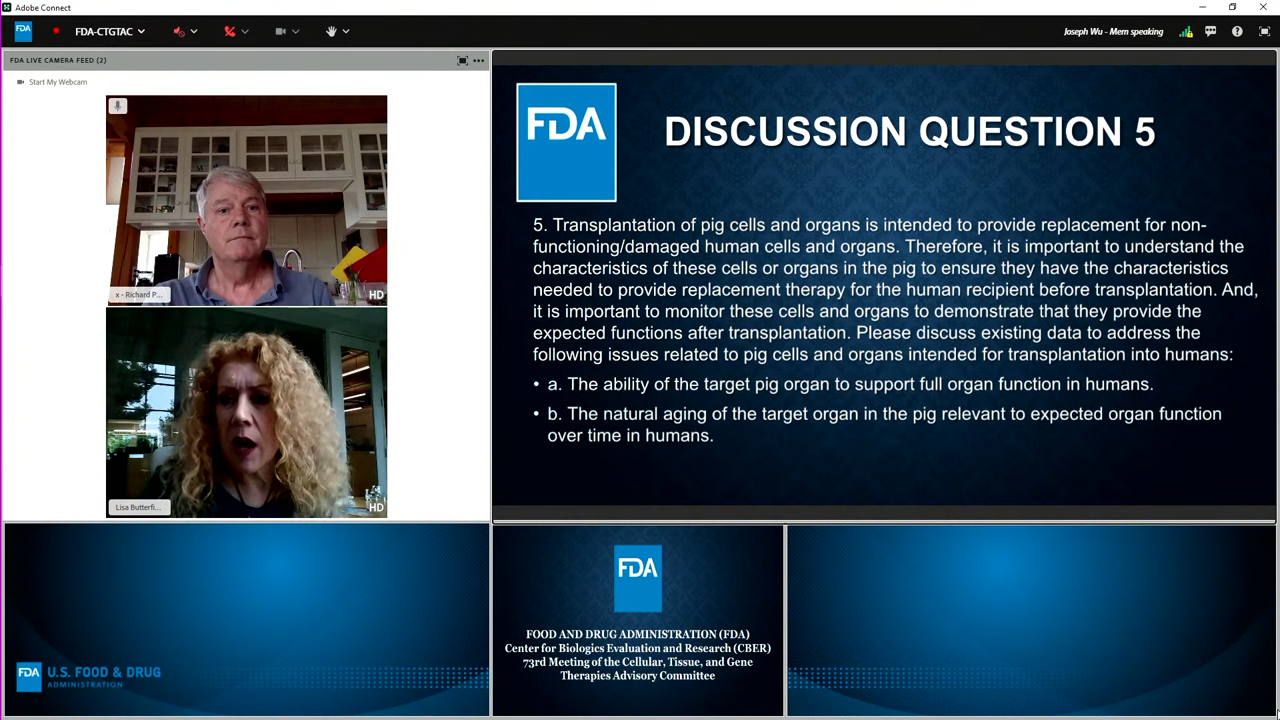 Adobe Connect
FDA
FDA-CTGTAC
Joseph Wu - Mem speaking
FDA LIVE CAMERA FEED (2)
Start My Webcam
x - Richard P...
HD
Lisa Butterfi...
HD
FDA
DISCUSSION QUESTION 5
5. Transplantation of pig cells and organs is intended to provide replacement for non-
functioning/damaged human cells and organs. Therefore, it is important to understand the
characteristics of these cells or organs in the pig to ensure they have the characteristics
needed to provide replacement therapy for the human recipient before transplantation. And,
it is important to monitor these cells and organs to demonstrate that they provide the
expected functions after transplantation. Please discuss existing data to address the
following issues related to pig cells and organs intended for transplantation into humans:
• a. The ability of the target pig organ to support full organ function in humans.
• b. The natural aging of the target organ in the pig relevant to expected organ function
over time in humans.
FDA U.S. FOOD & DRUG
ADMINISTRATION
FDA
FOOD AND DRUG ADMINISTRATION (FDA)
Center for Biologics Evaluation and Research (CBER)
73rd Meeting of the Cellular, Tissue, and Gene
Therapies Advisory Committee